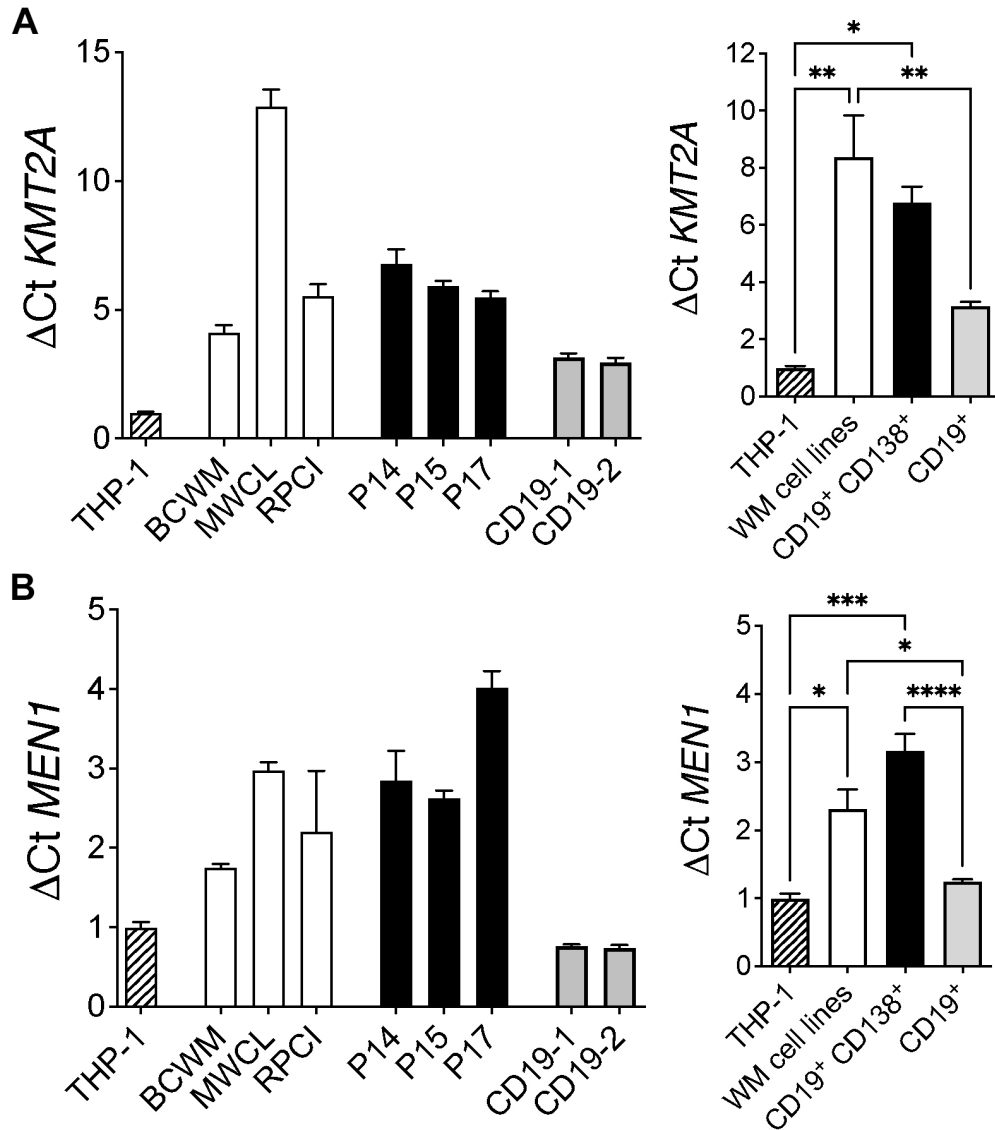 A
ΔCt KMT2A
15
10
5
0
THP-1
BCWM
MWCL
RPCI
P14
P15
P17
CD19-1
CD19-2
ΔCt KMT2A
12
10
8
6
4
2
0
*
**
**
THP-1
WM cell lines
CD19⁺ CD138⁺
CD19⁺
B
ΔCt MEN1
5
4
3
2
1
0
THP-1
BCWM
MWCL
RPCI
P14
P15
P17
CD19-1
CD19-2
ΔCt MEN1
5
4
3
2
1
0
***
*
*
****
THP-1
WM cell lines
CD19⁺ CD138⁺
CD19⁺